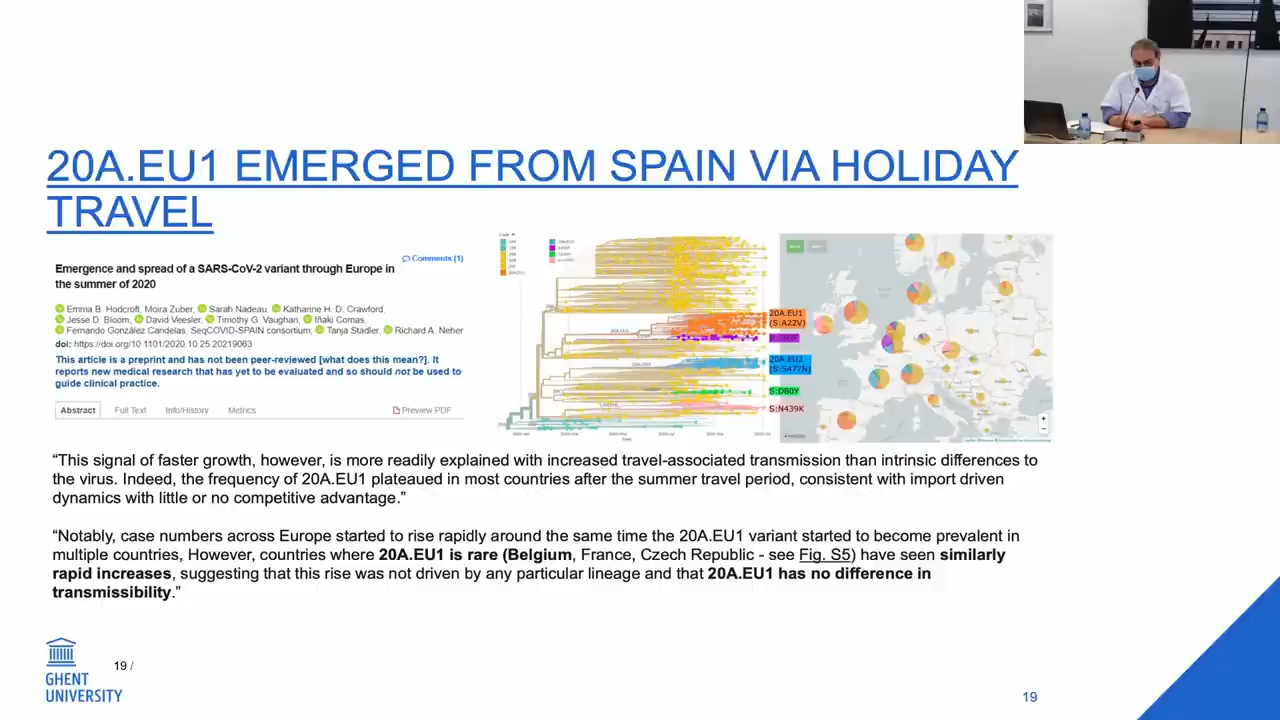 20A.EU1 EMERGED FROM SPAIN VIA HOLIDAY
TRAVEL
Comments (1)
Emergence and spread of a SARS-CoV-2 variant through Europe in
the summer of 2020
Emma B. Hodcroft, Moira Zuber, Sarah Nadeau, Katharine H. D. Crawford,
Jesse D. Bloom, David Veesler, Timothy G. Vaughan, Iñaki Comas,
Fernando González Candelas, SeqCOVID-SPAIN consortium, Tanja Stadler, Richard A. Neher
doi: https://doi.org/10.1101/2020.10.25.20219063
This article is a preprint and has not been peer-reviewed [what does this mean?]. It
reports new medical research that has yet to be evaluated and so should not be used to
guide clinical practice.
Abstract Full Text Info/History Metrics Preview PDF
20A.EU1
(S:A22V)
20A.EU2
(S:S477N)
S:D80Y
S:N439K
“This signal of faster growth, however, is more readily explained with increased travel-associated transmission than intrinsic differences to
the virus. Indeed, the frequency of 20A.EU1 plateaued in most countries after the summer travel period, consistent with import driven
dynamics with little or no competitive advantage.”
“Notably, case numbers across Europe started to rise rapidly around the same time the 20A.EU1 variant started to become prevalent in
multiple countries, However, countries where 20A.EU1 is rare (Belgium, France, Czech Republic - see Fig. S5) have seen similarly
rapid increases, suggesting that this rise was not driven by any particular lineage and that 20A.EU1 has no difference in
transmissibility.”
19 /
GHENT
UNIVERSITY
19